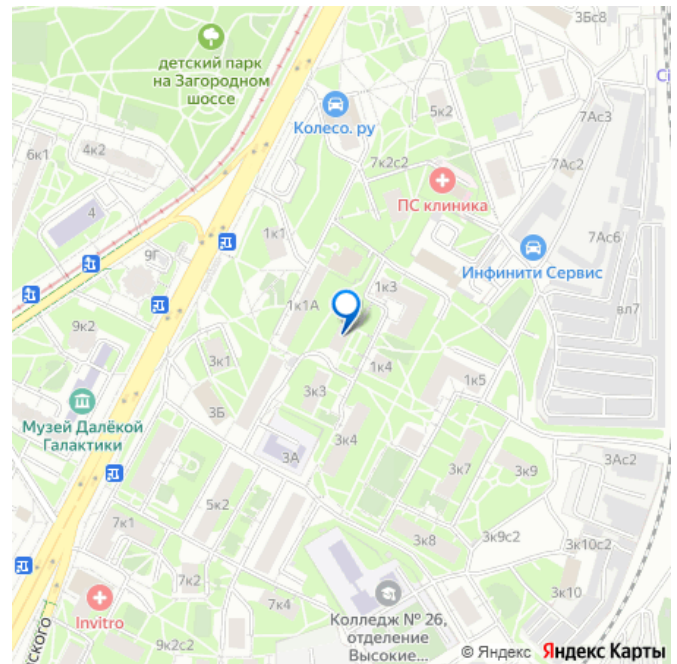 3Бс8
детский парк
на Загородном
шоссе
Ci
5к2
7Ас3
Колесо. ру
4к2
6к1
7к2с2
7Ас2
ПС клиника
4
1к1
7Ас6
9Г
Инфинити Сервис
1к3
1к1А
вл7
9к2
3к1
1к4
1к5
3к3
3Б
Музей Далёкой
Галактики
3к4
3А
3к7
3к9
3Ас2
5к2
7к1
3к8
3к9с2
3к10с2
7к2
3к10
Invitro
7к4
Колледж № 26,
отделение
Высокие...
9к2с2
ского
© Яндекс Яндекс Карты